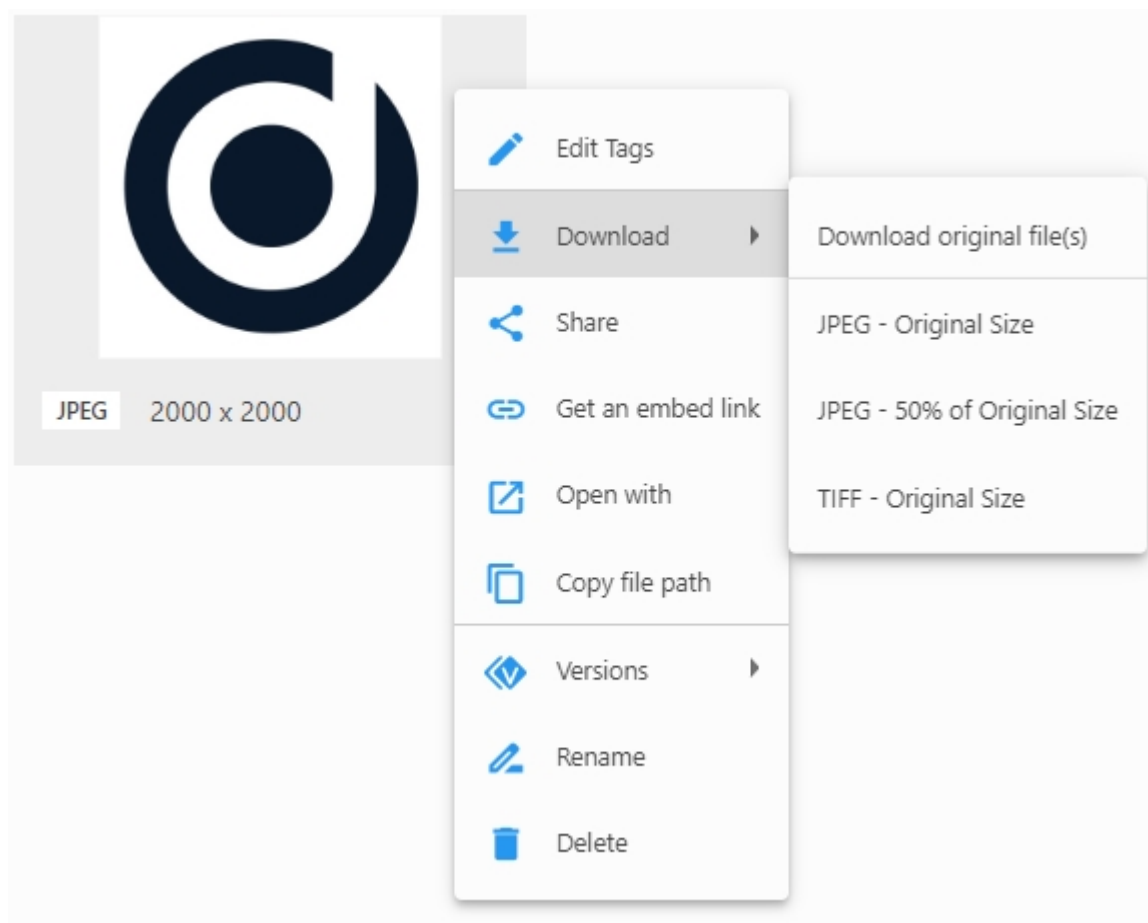 JPEG 2000 x 2000
Edit Tags
Download
Share
Get an embed link
Open with
Copy file path
Versions
Rename
Delete
Download original file(s)
JPEG - Original Size
JPEG - 50% of Original Size
TIFF - Original Size